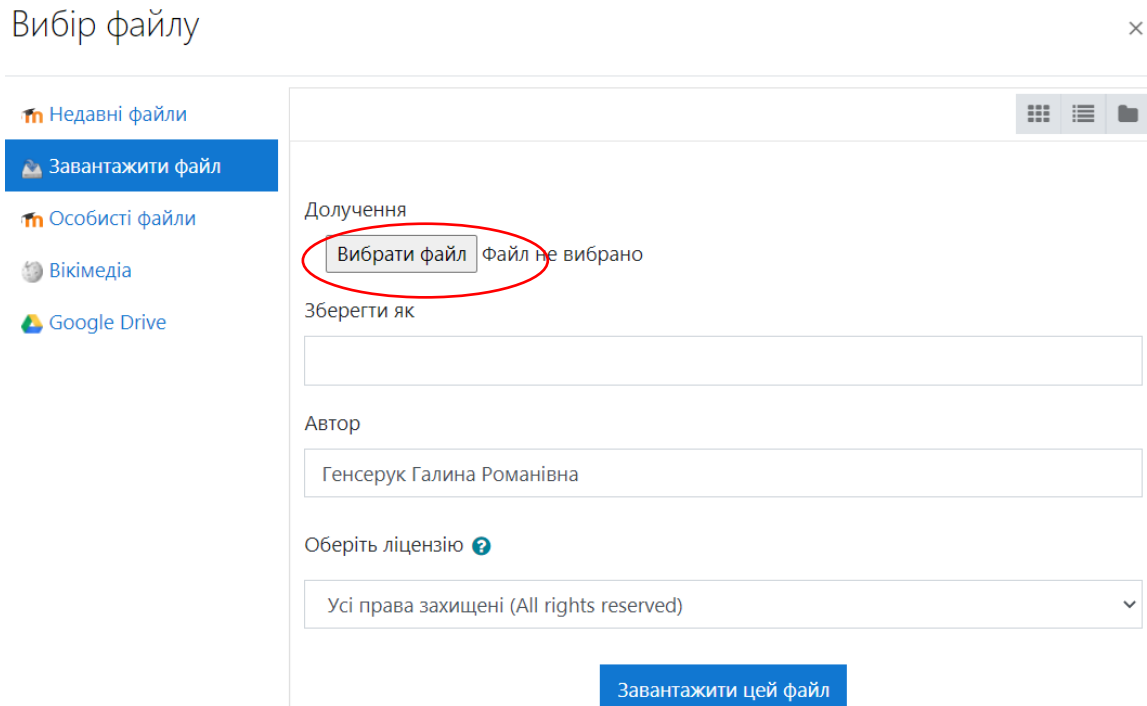 Вибір файлу
Недавні файли
Завантажити файл
Особисті файли
Вікімедіа
Google Drive
Долучення
Вибрати файл Файл не вибрано
Зберегти як
Автор
Генсерук Галина Романівна
Оберіть ліцензію
Усі права захищені (All rights reserved)
Завантажити цей файл